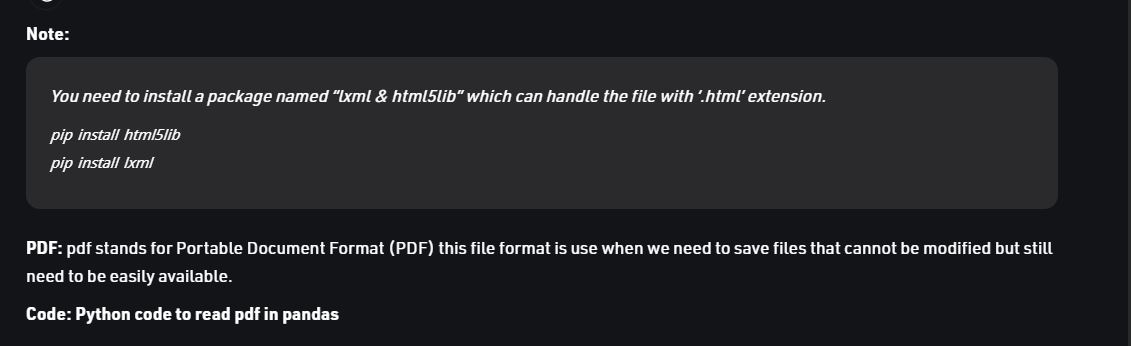 Note:
You need to install a package named “lxml & html5lib” which can handle the file with ‘.html’ extension.
pip install html5lib
pip install lxml
PDF: pdf stands for Portable Document Format (PDF) this file format is use when we need to save files that cannot be modified but still
need to be easily available.
Code: Python code to read pdf in pandas